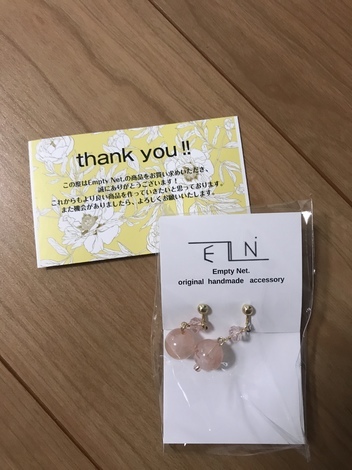 thank you !!
この度はEmpty Net.の商品をお買い求めいただき、
誠にありがとうございます！
これからもより良い商品を作っていきたいと思っております。
また機会がありましたら、よろしくお願いいたします。
E N
Empty Net.
original handmade accessory